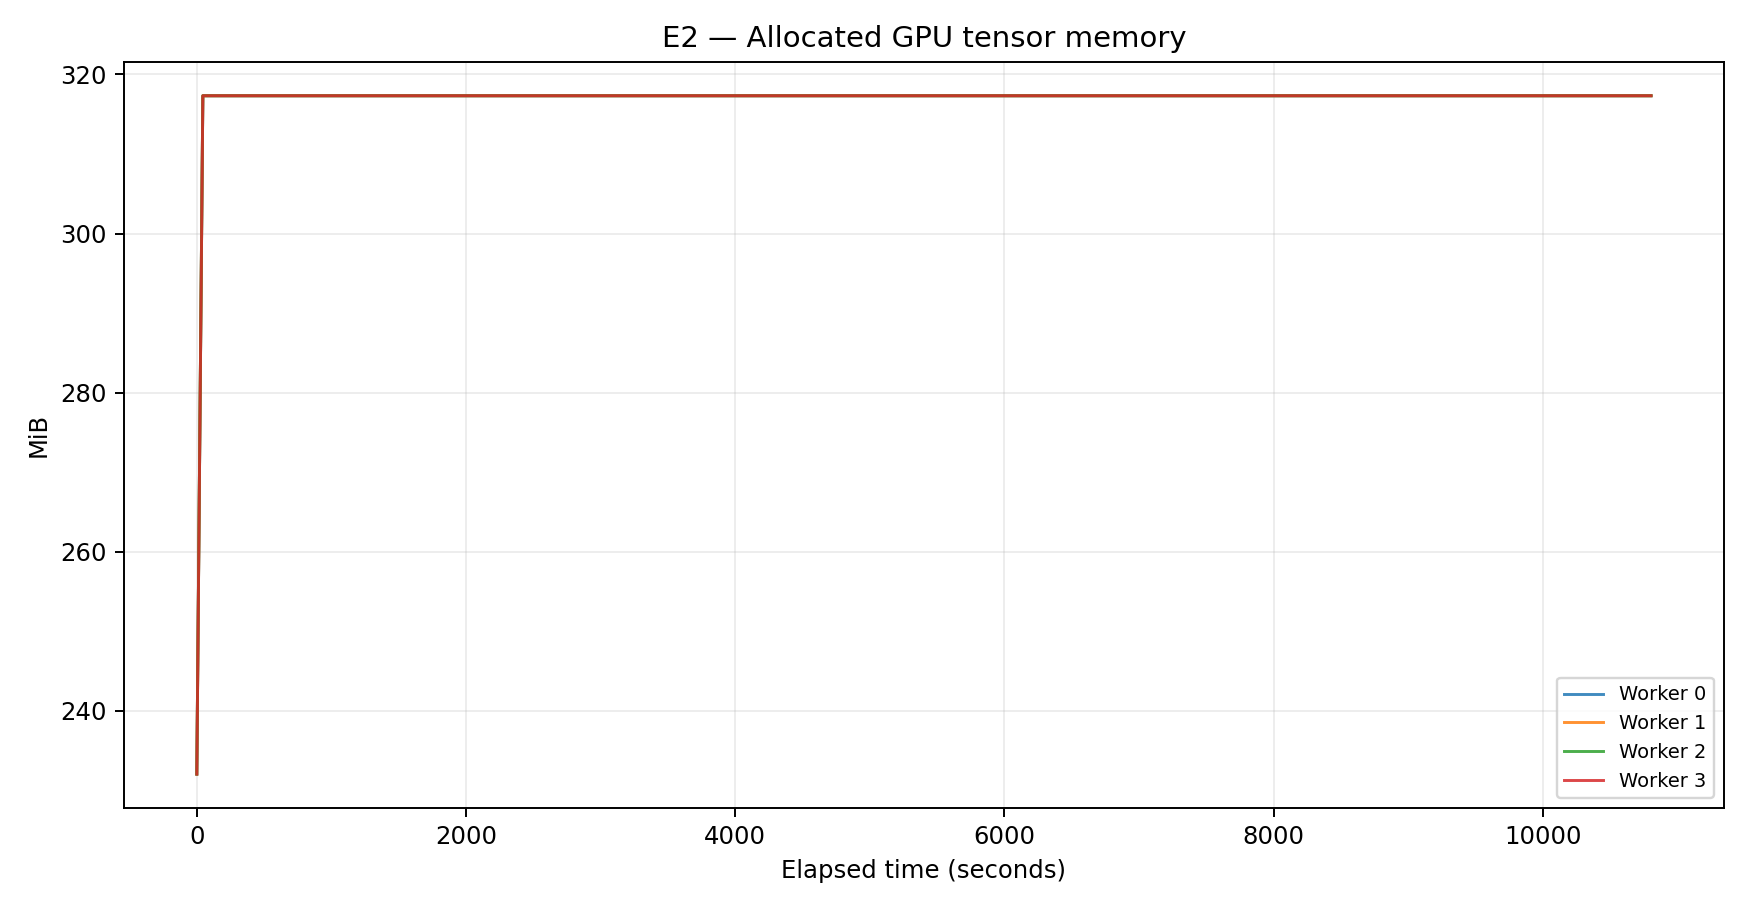 E2 — Allocated GPU tensor memory
320
300
280
260
240
MiB
0
2000
4000
6000
8000
10000
Elapsed time (seconds)
Worker 0
Worker 1
Worker 2
Worker 3